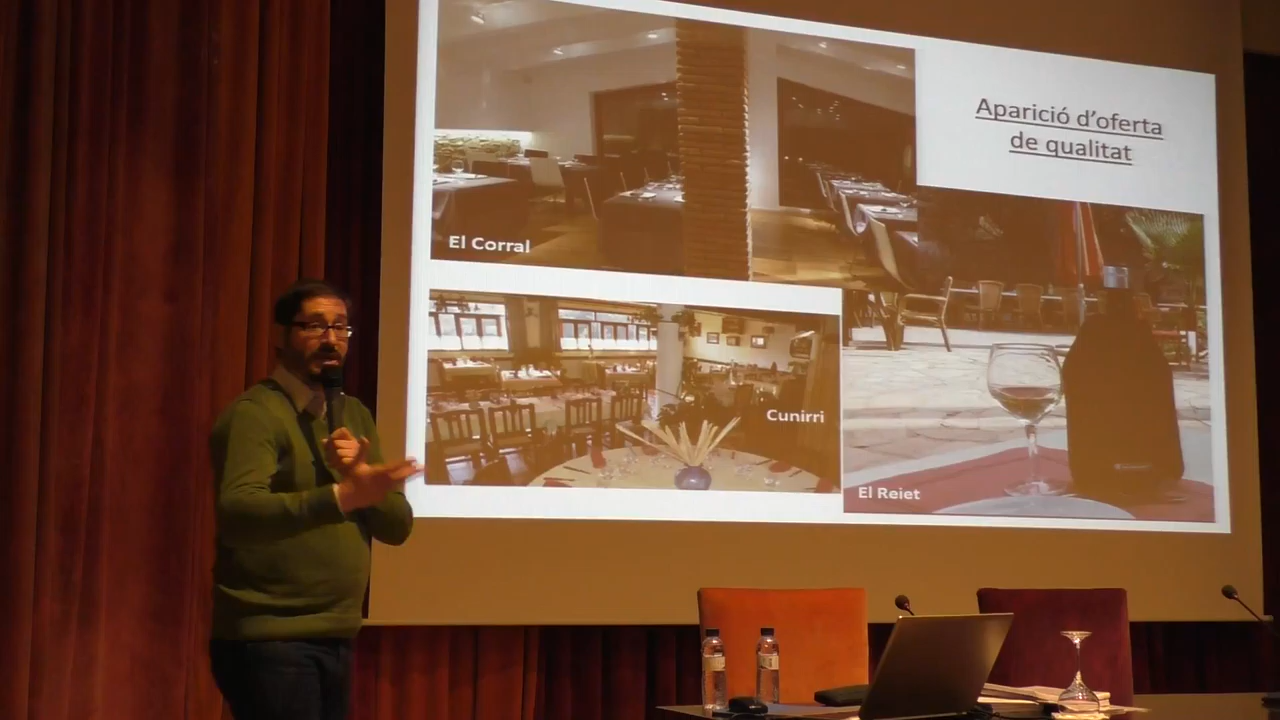 Aparició d'oferta
de qualitat
El Corral
Cunirri
El Reiet